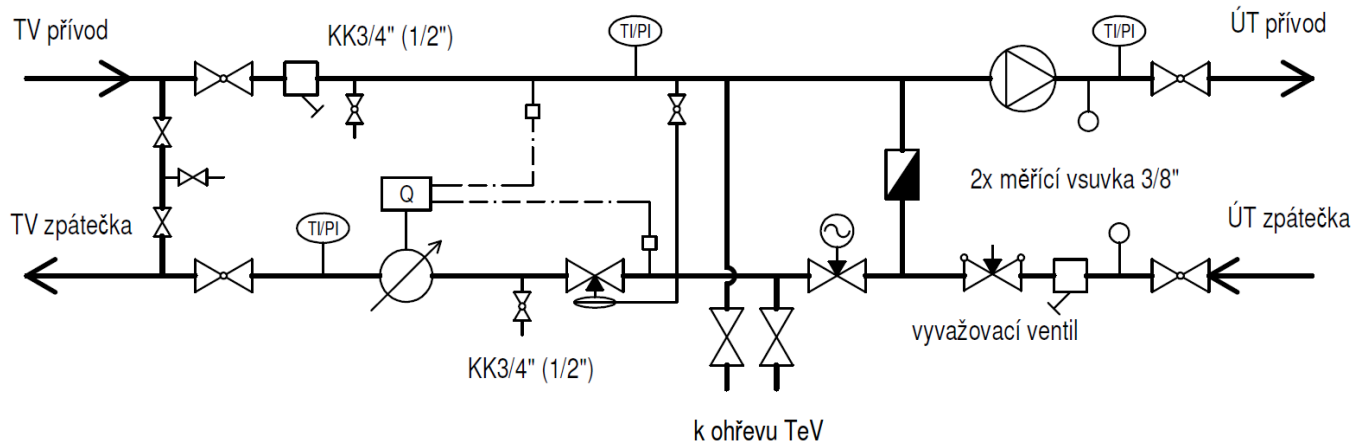 TV přívod
KK3/4" (1/2")
TI/PI
TI/PI
ÚT přívod
2x měřící vsuvka 3/8"
Q
TV zpátečka
TI/PI
ÚT zpátečka
vyvažovací ventil
KK3/4" (1/2")
k ohřevu TeV